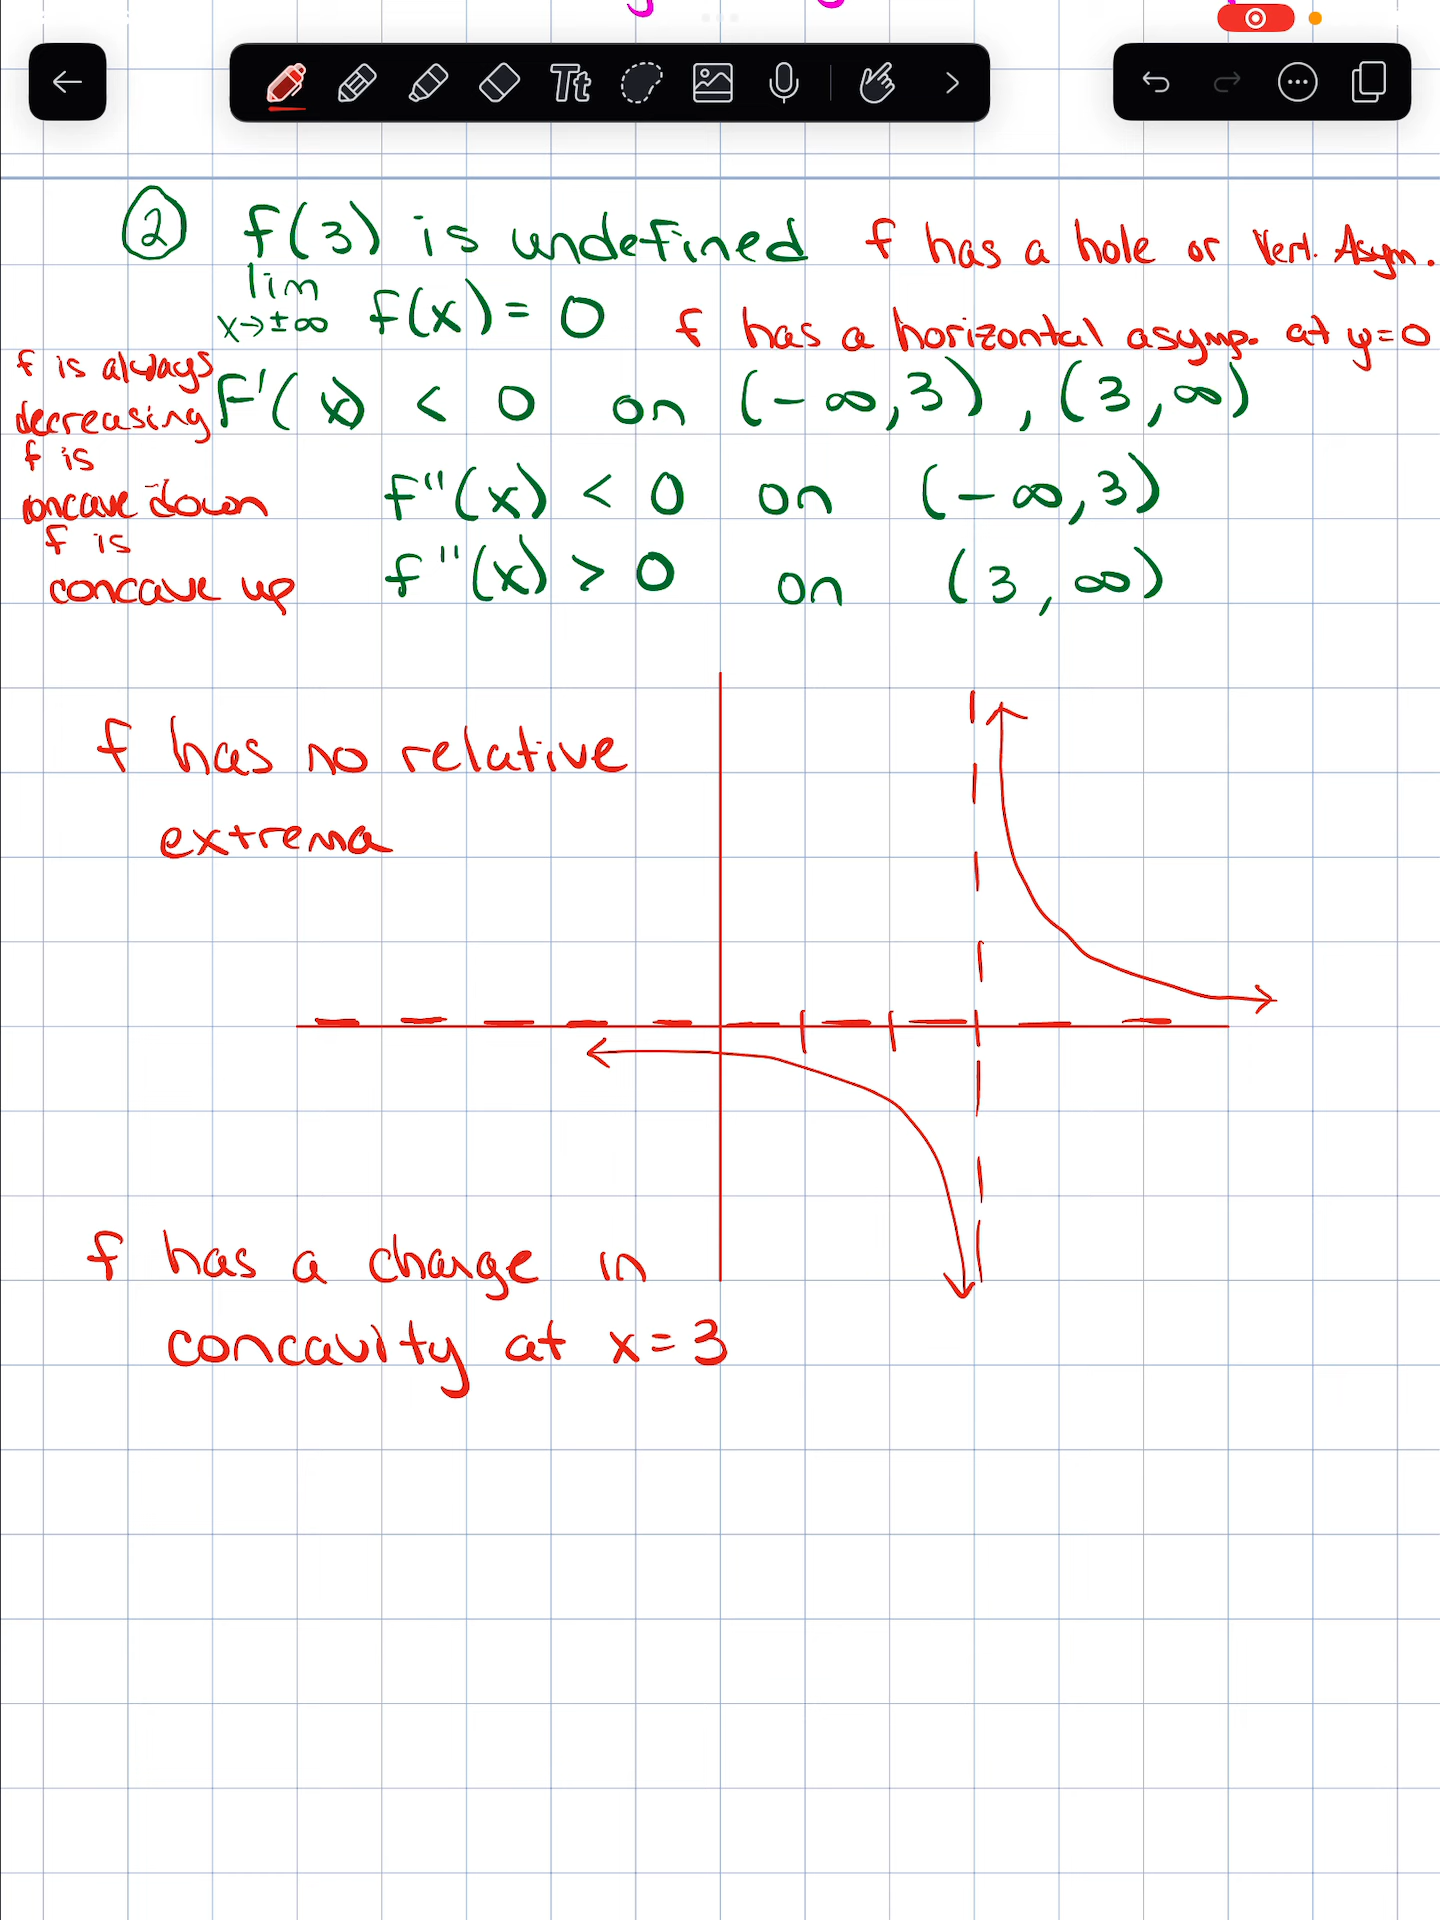 Tt
② f(3) is undefined f has a hole or Vert. Asym.
lim x→±∞ f(x) = 0 f has a horizontal asymp. at y=0
f is always decreasing f'(x) < 0 on (-∞,3), (3,∞)
f is concave down f''(x) < 0 on (-∞,3)
f is concave up f''(x) > 0 on (3,∞)
f has no relative
extrema
f has a change in
concavity at x=3